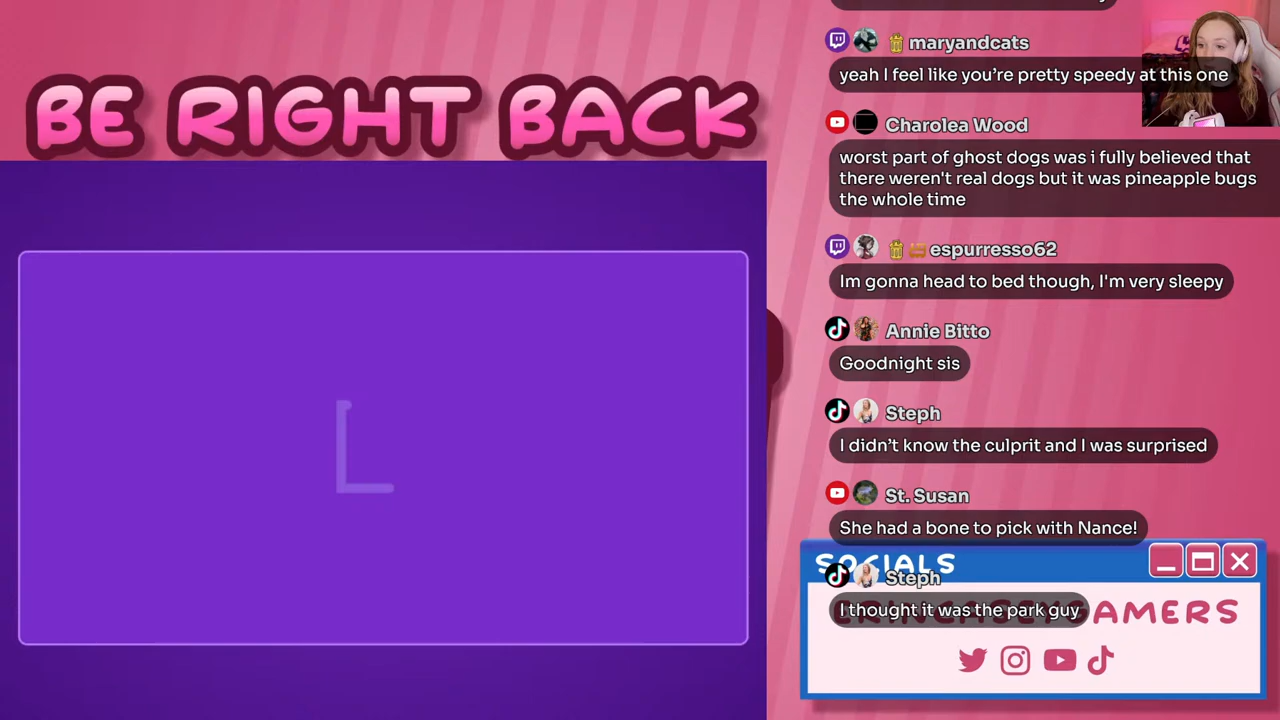 BE RIGHT BACK
L
maryandcats
yeah I feel like you’re pretty speedy at this one
Charolea Wood
worst part of ghost dogs was i fully believed that
there weren't real dogs but it was pineapple bugs
the whole time
espurresso62
Im gonna head to bed though, I'm very sleepy
Annie Bitto
Goodnight sis
Steph
I didn’t know the culprit and I was surprised
St. Susan
She had a bone to pick with Nance!
SOCIALS
Steph
I thought it was the park guy
ERINCASEYGAMERS